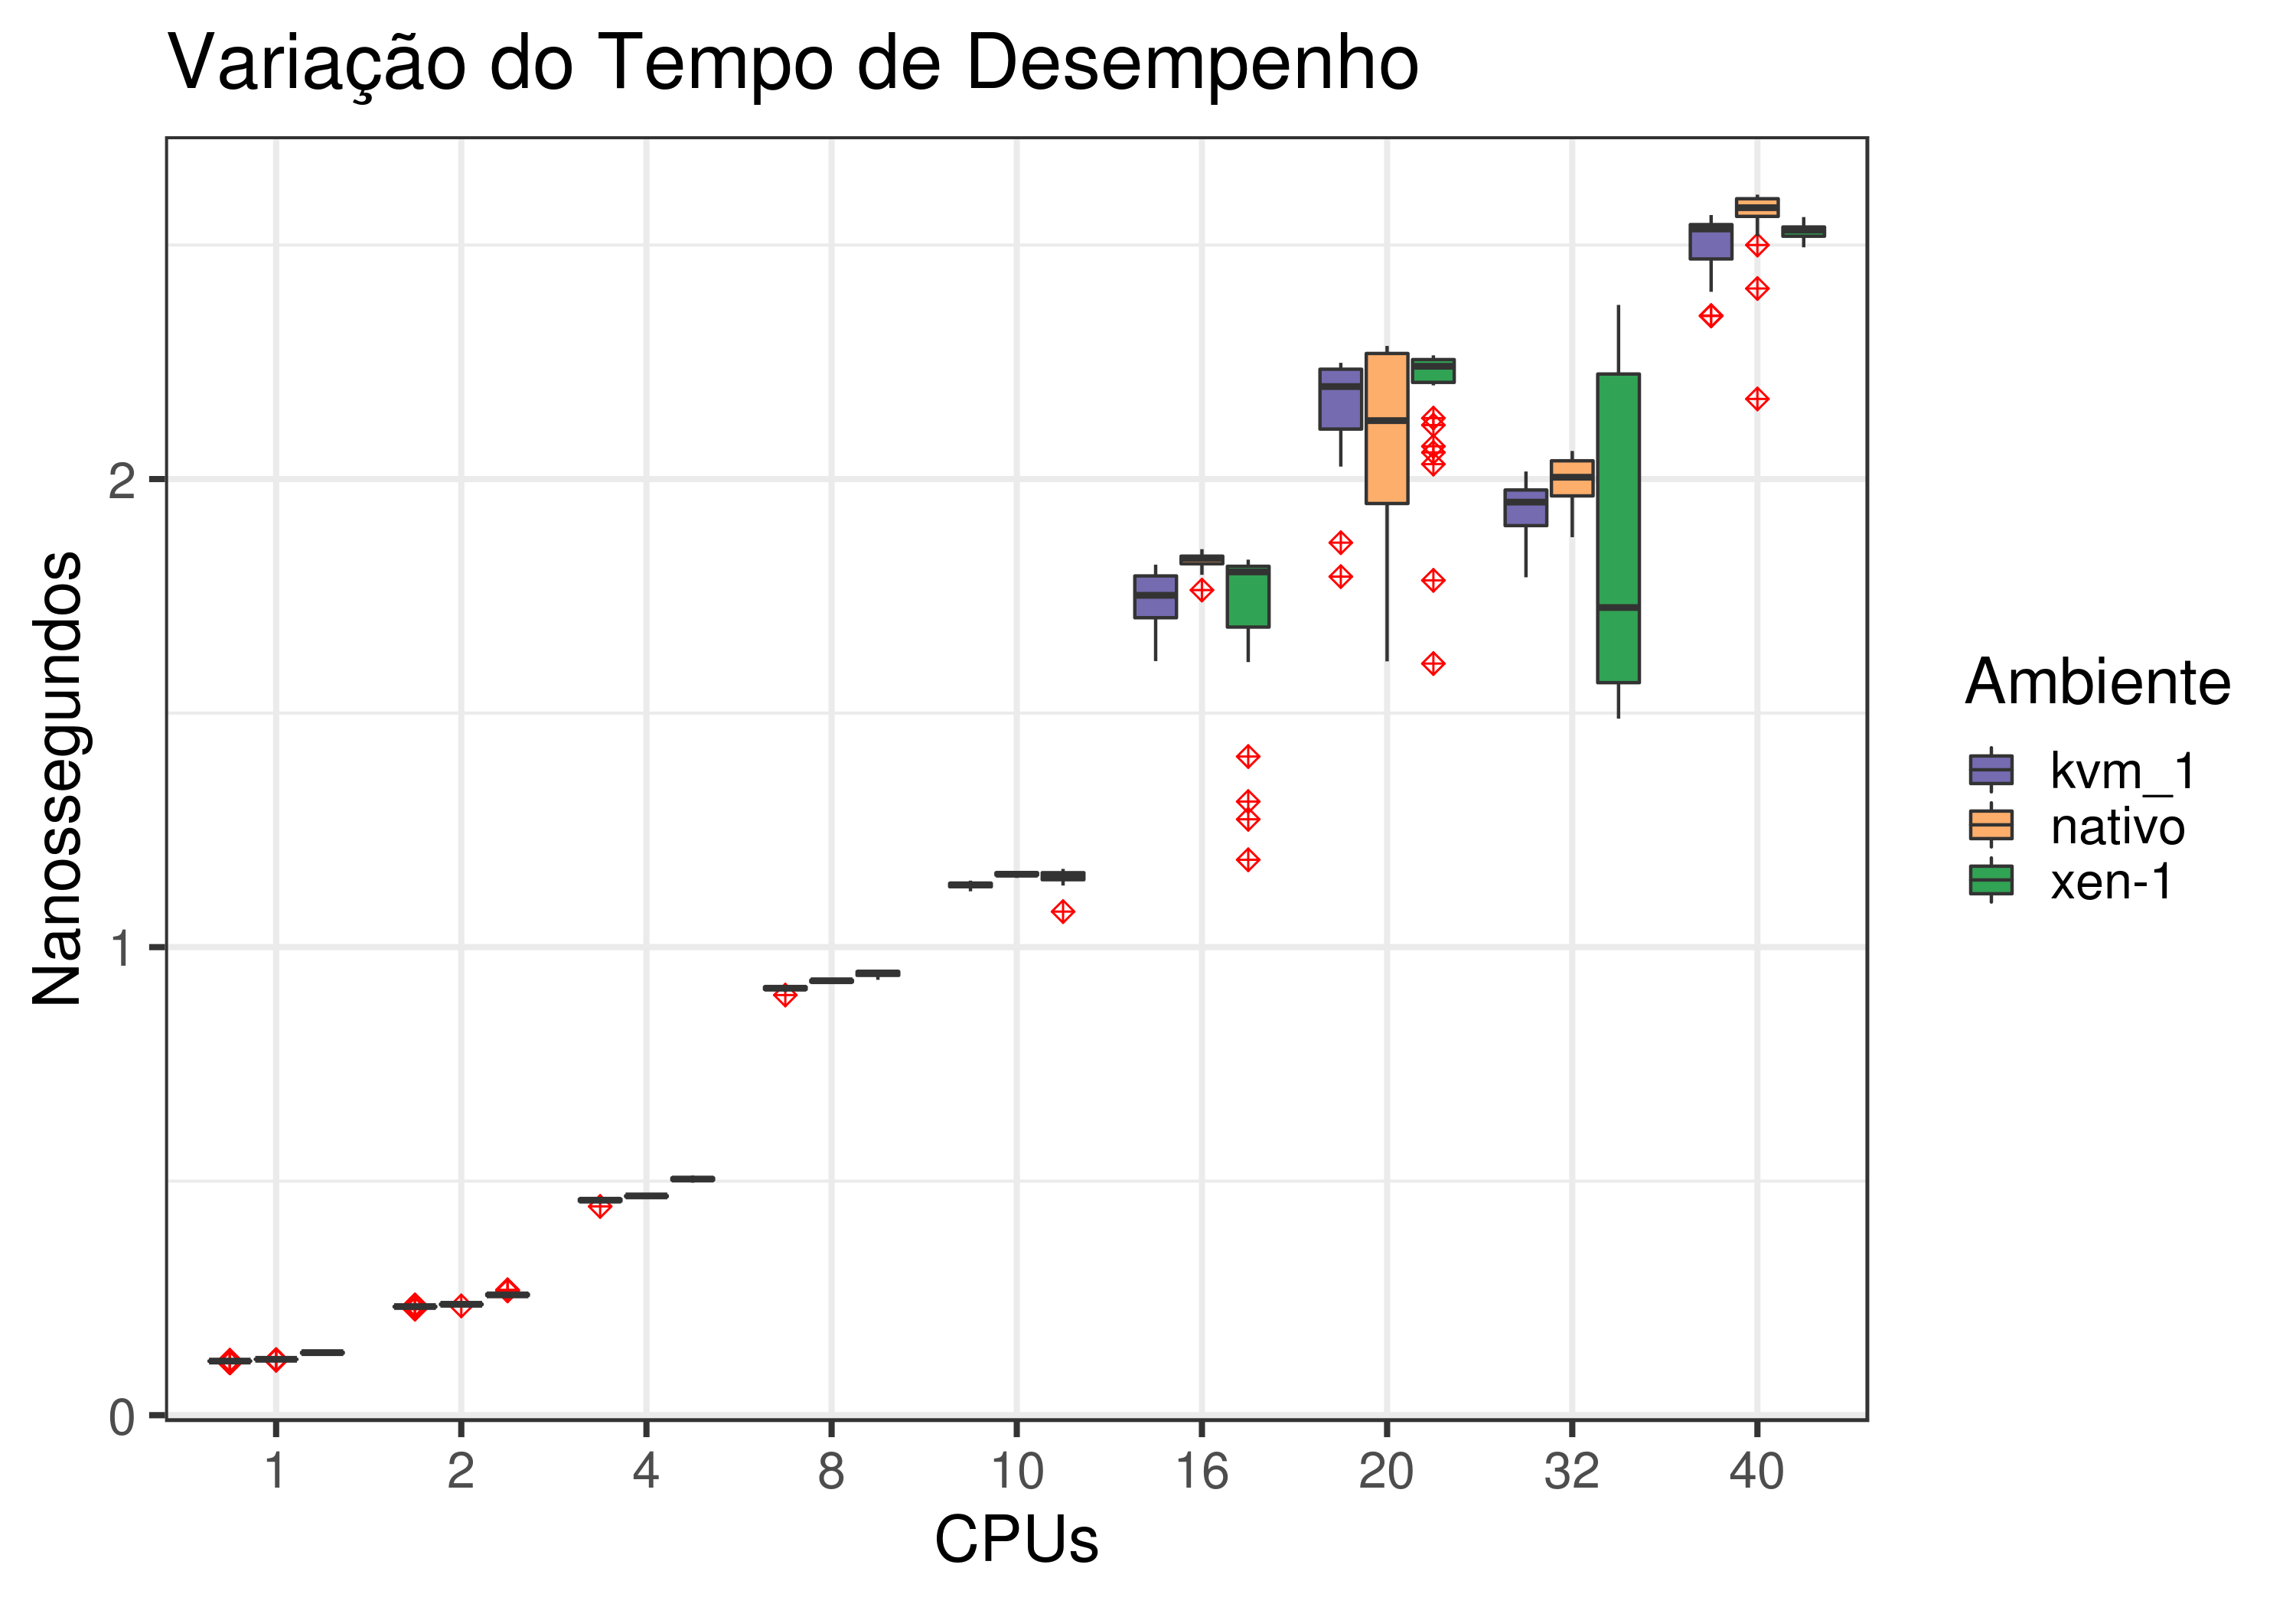 Variação do Tempo de Desempenho
Nanossegundos
2
1
0
1 2 4 8 10 16 20 32 40
CPUs
Ambiente
kvm_1
nativo
xen-1